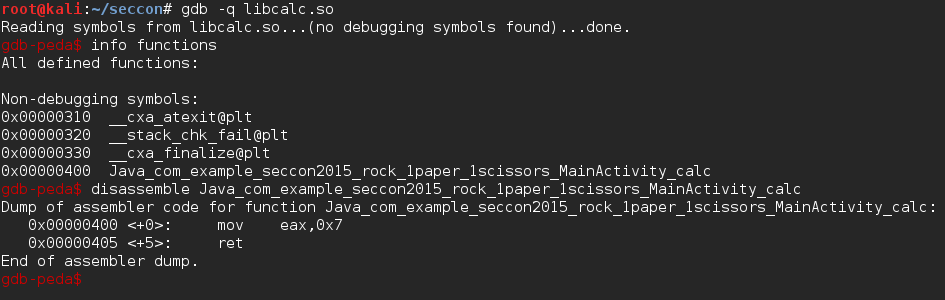 root@kali:~/seccon# gdb -q libcalc.so
Reading symbols from libcalc.so...(no debugging symbols found)...done.
gdb-peda$ info functions
All defined functions:

Non-debugging symbols:
0x00000310  __cxa_atexit@plt
0x00000320  __stack_chk_fail@plt
0x00000330  __cxa_finalize@plt
0x00000400  Java_com_example_seccon2015_rock_1paper_1scissors_MainActivity_calc
gdb-peda$ disassemble Java_com_example_seccon2015_rock_1paper_1scissors_MainActivity_calc
Dump of assembler code for function Java_com_example_seccon2015_rock_1paper_1scissors_MainActivity_calc:
   0x00000400 <+0>:	mov    eax,0x7
   0x00000405 <+5>:	ret
End of assembler dump.
gdb-peda$